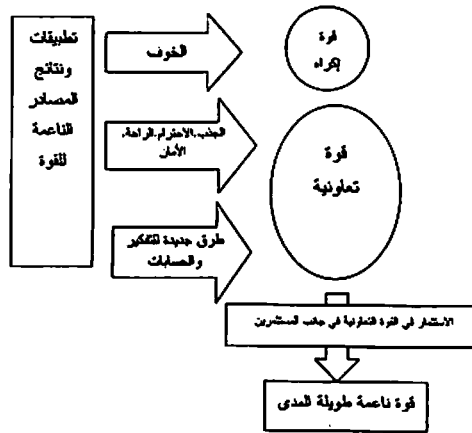 تطبيقات
ونتائج
المصادر
الناعمة
للقوة
الخوف
قوة
إكراه
الجذب.الاحترام.الراحة.
الأمان
قوة
تعاونية
طرق جديدة للتفكير
والحسابات
الاستثمار في القوة التعاونية في جانب المستثمرين
قوة ناعمة طويلة المدى